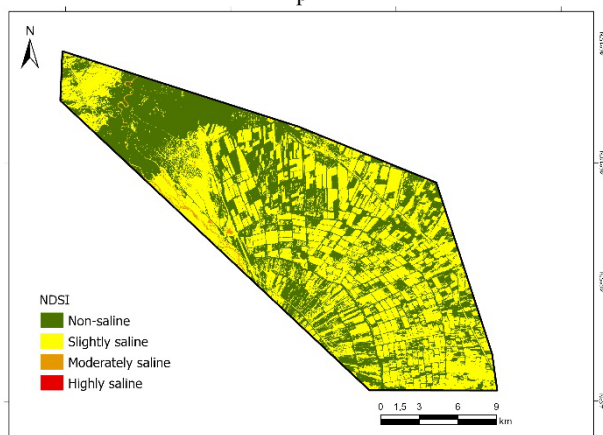 N
NDSI
Non-saline
Slightly saline
Moderately saline
Highly saline
0 1,5 3 6 9
km